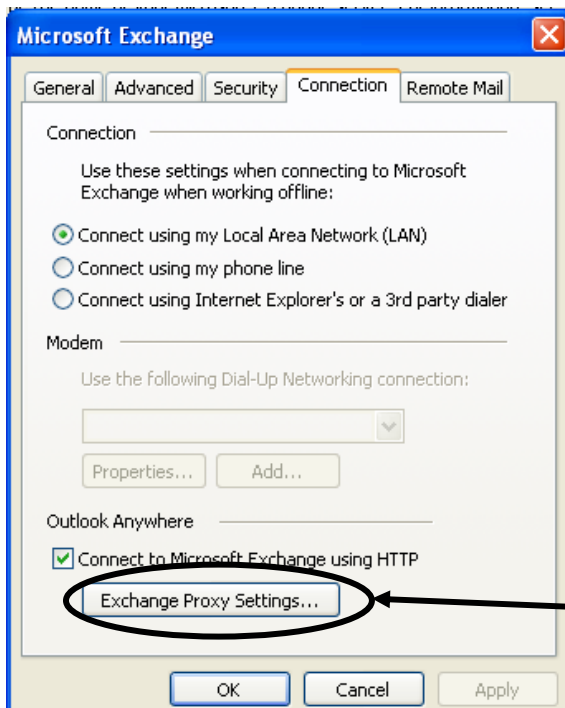 Microsoft Exchange
General Advanced Security Connection Remote Mail
Connection
Use these settings when connecting to Microsoft
Exchange when working offline:
Connect using my Local Area Network (LAN)
Connect using my phone line
Connect using Internet Explorer's or a 3rd party dialer
Modem
Use the following Dial-Up Networking connection:
Properties... Add...
Outlook Anywhere
Connect to Microsoft Exchange using HTTP
Exchange Proxy Settings...
OK Cancel Apply